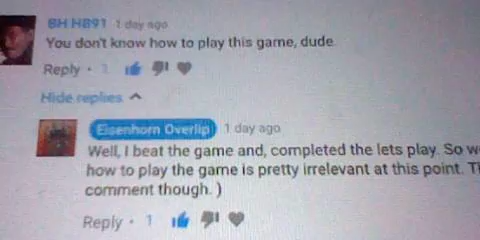 BH HB91 1 day ago
You don't know how to play this game, dude.
Reply · 1
Hide replies
Eisenhorn Overlip 1 day ago
Well, I beat the game and, completed the lets play. So w
how to play the game is pretty irrelevant at this point. T
comment though. )
Reply · 1